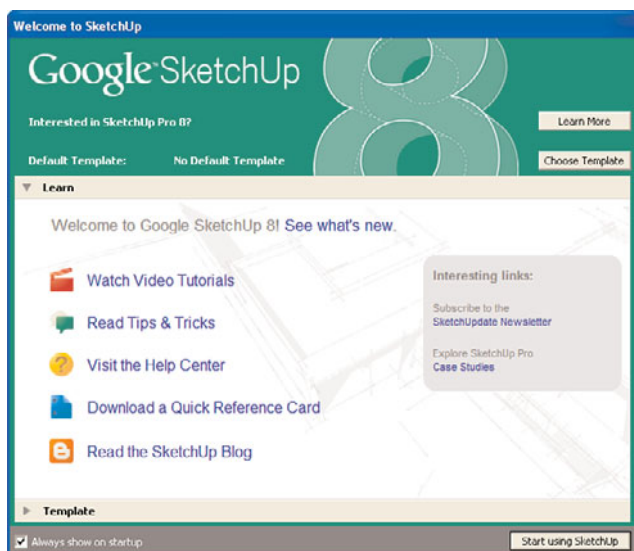 Welcome to SketchUp
Google™ SketchUp 8
Interested in SketchUp Pro 8?
Learn More
Default Template: No Default Template
Choose Template
Learn
Welcome to Google SketchUp 8! See what's new.
Watch Video Tutorials
Read Tips & Tricks
Visit the Help Center
Download a Quick Reference Card
Read the SketchUp Blog
Interesting links:
Subscribe to the
SketchUpdate Newsletter
Explore SketchUp Pro
Case Studies
Template
Always show on startup
Start using SketchUp